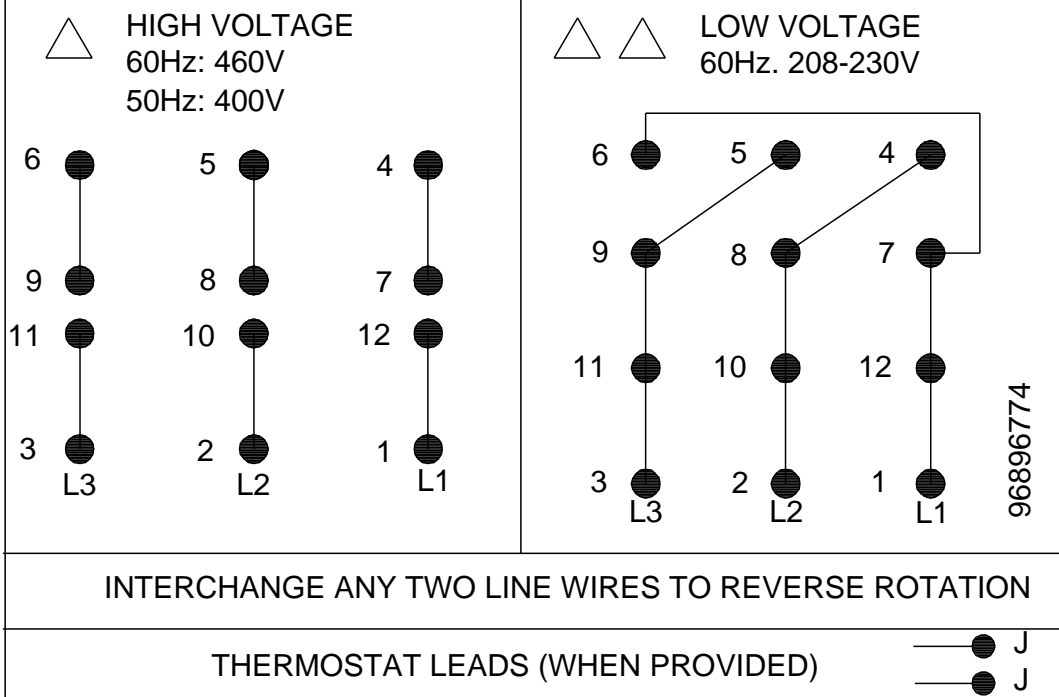 HIGH VOLTAGE
60Hz: 460V
50Hz: 400V
6 5 4
9 8 7
11 10 12
3 2 1
L3 L2 L1
LOW VOLTAGE
60Hz. 208-230V
6 5 4
9 8 7
11 10 12
3 2 1
L3 L2 L1
96896774
INTERCHANGE ANY TWO LINE WIRES TO REVERSE ROTATION
THERMOSTAT LEADS (WHEN PROVIDED)
J
J